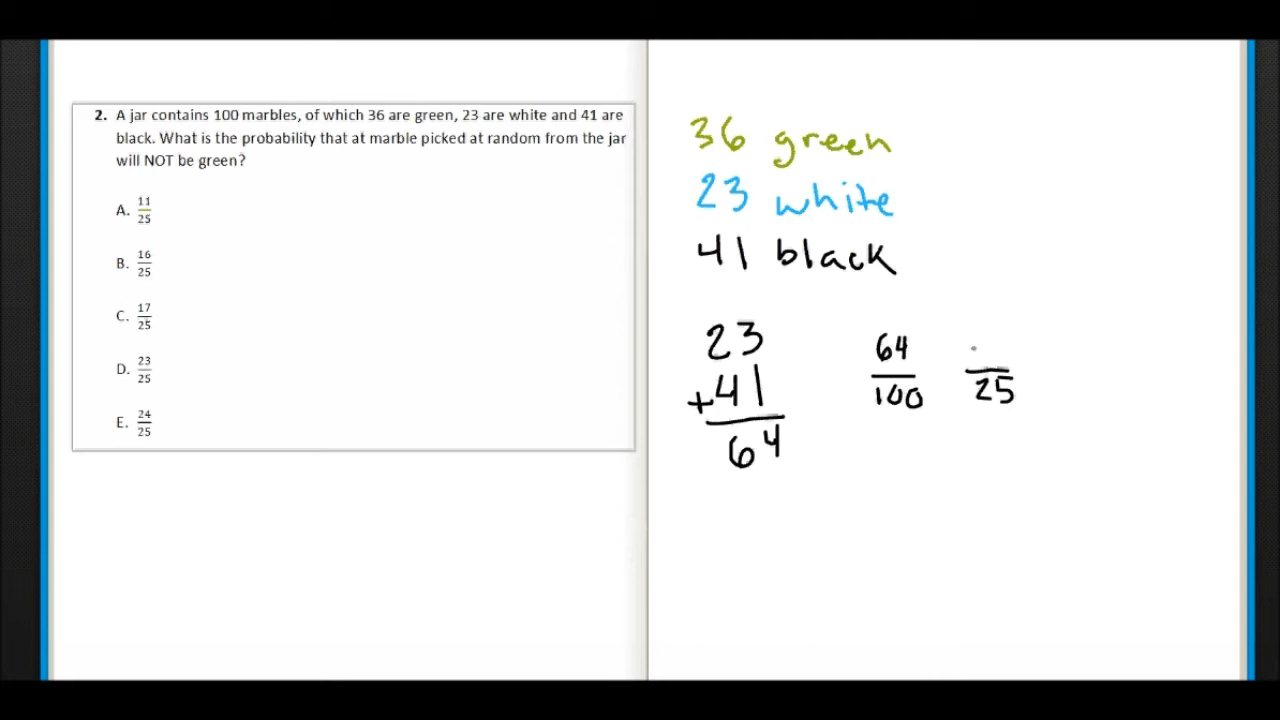 2. A jar contains 100 marbles, of which 36 are green, 23 are white and 41 are
black. What is the probability that at marble picked at random from the jar
will NOT be green?
A. 11/25
B. 16/25
C. 17/25
D. 23/25
E. 24/25
36 green
23 white
41 black
23
+41
64
64/100
/25